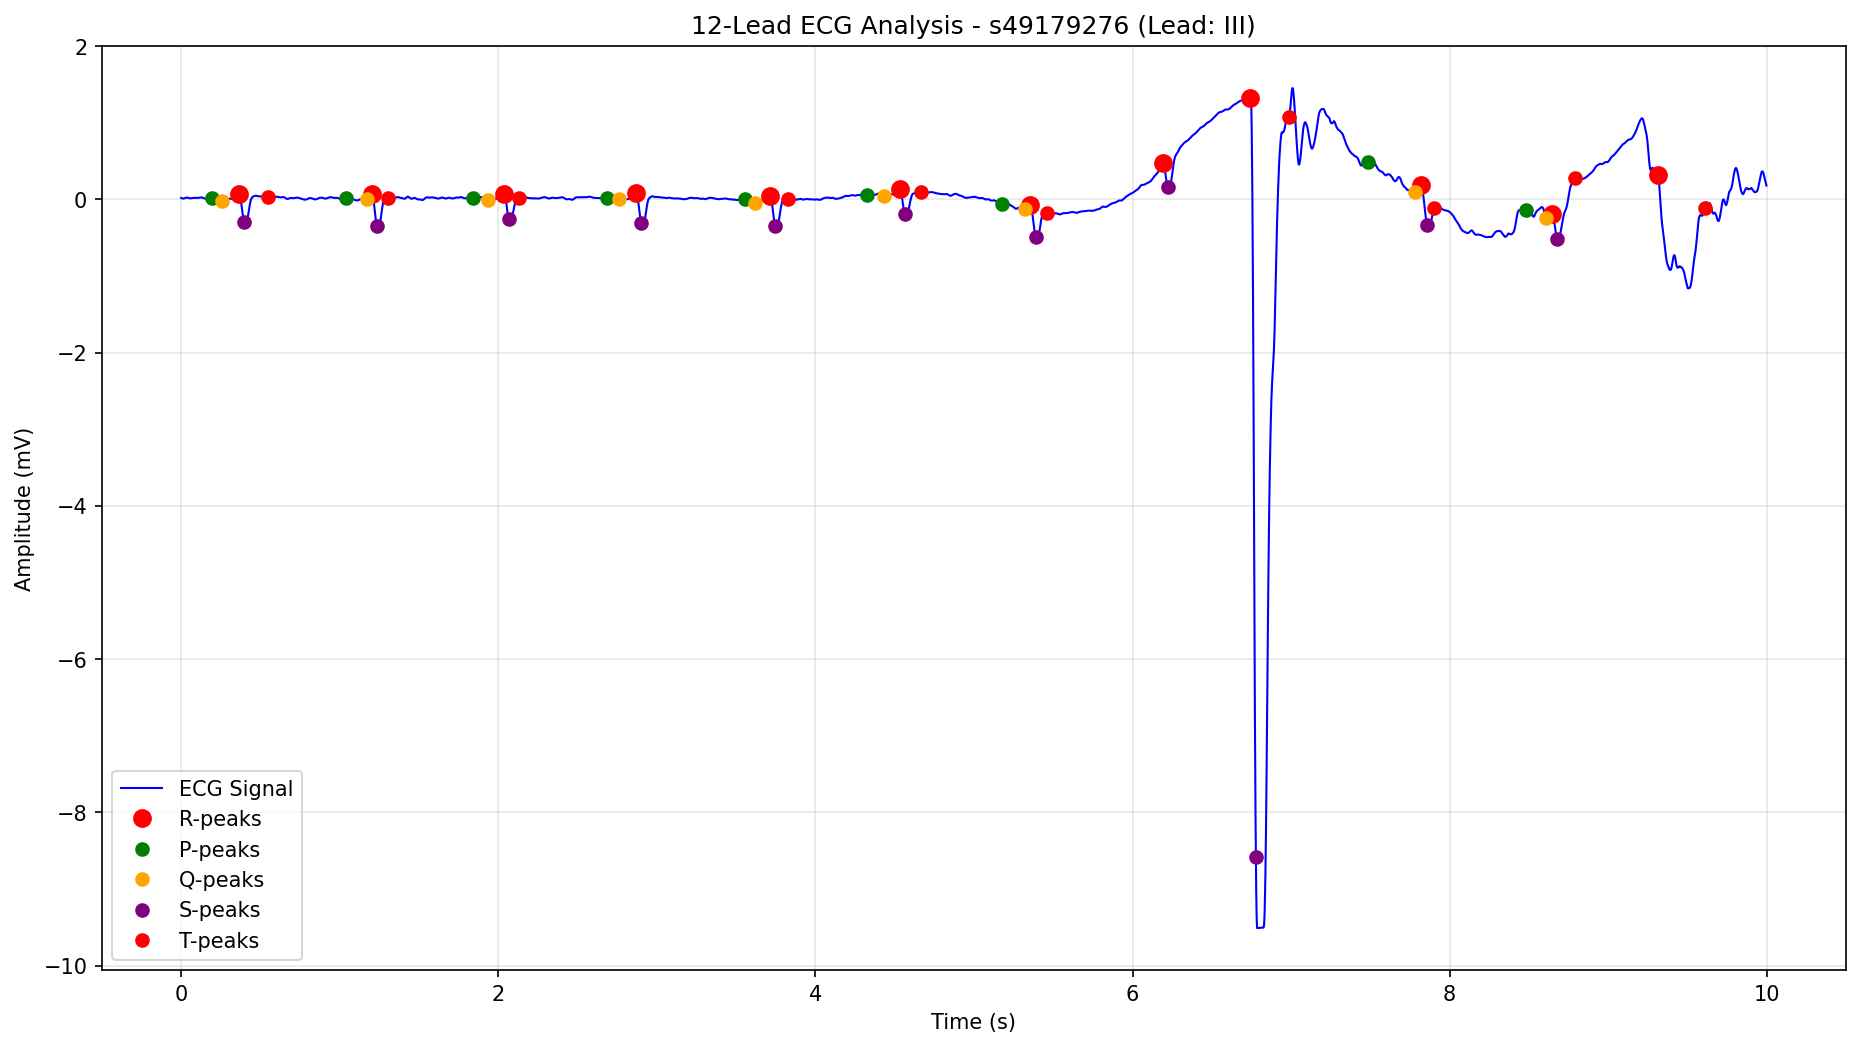 12-Lead ECG Analysis - s49179276 (Lead: III)
Amplitude (mV)
2
0
−2
−4
−6
−8
−10
ECG Signal
R-peaks
P-peaks
Q-peaks
S-peaks
T-peaks
0 2 4 6 8 10
Time (s)